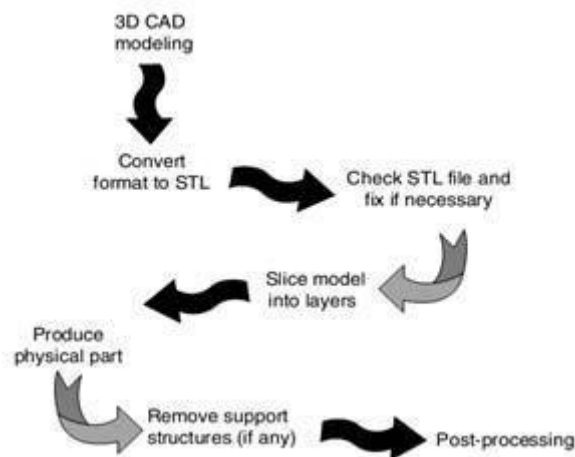 3D CAD
modeling
Convert
format to STL
Check STL file and
fix if necessary
Slice model
into layers
Produce
physical part
Remove support
structures (if any)
Post-processing